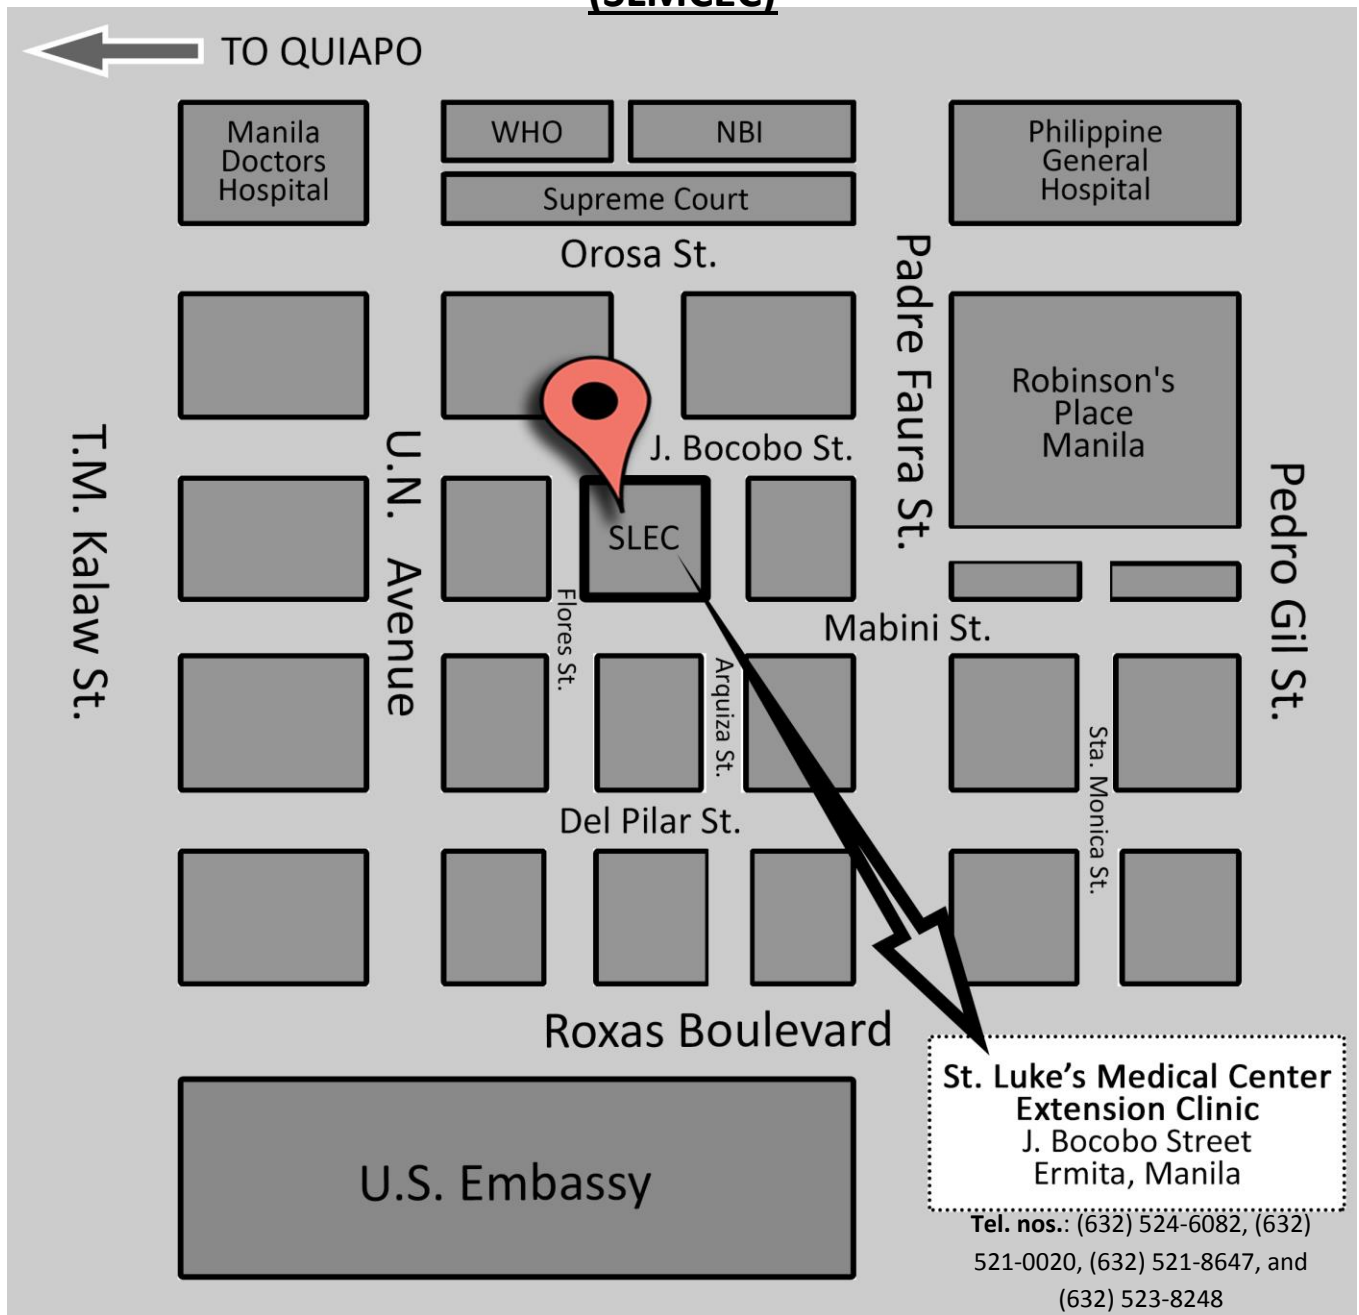 (SLMCEC)
TO QUIAPO
Manila
Doctors
Hospital
WHO
NBI
Supreme Court
Philippine
General
Hospital
Orosa St.
Padre Faura St.
Robinson's
Place
Manila
T.M. Kalaw St.
U.N. Avenue
J. Bocobo St.
Pedro Gil St.
SLEC
Flores St.
Mabini St.
Arquiza St.
Sta. Monica St.
Del Pilar St.
Roxas Boulevard
U.S. Embassy
St. Luke’s Medical Center
Extension Clinic
J. Bocobo Street
Ermita, Manila
Tel. nos.: (632) 524-6082, (632)
521-0020, (632) 521-8647, and
(632) 523-8248